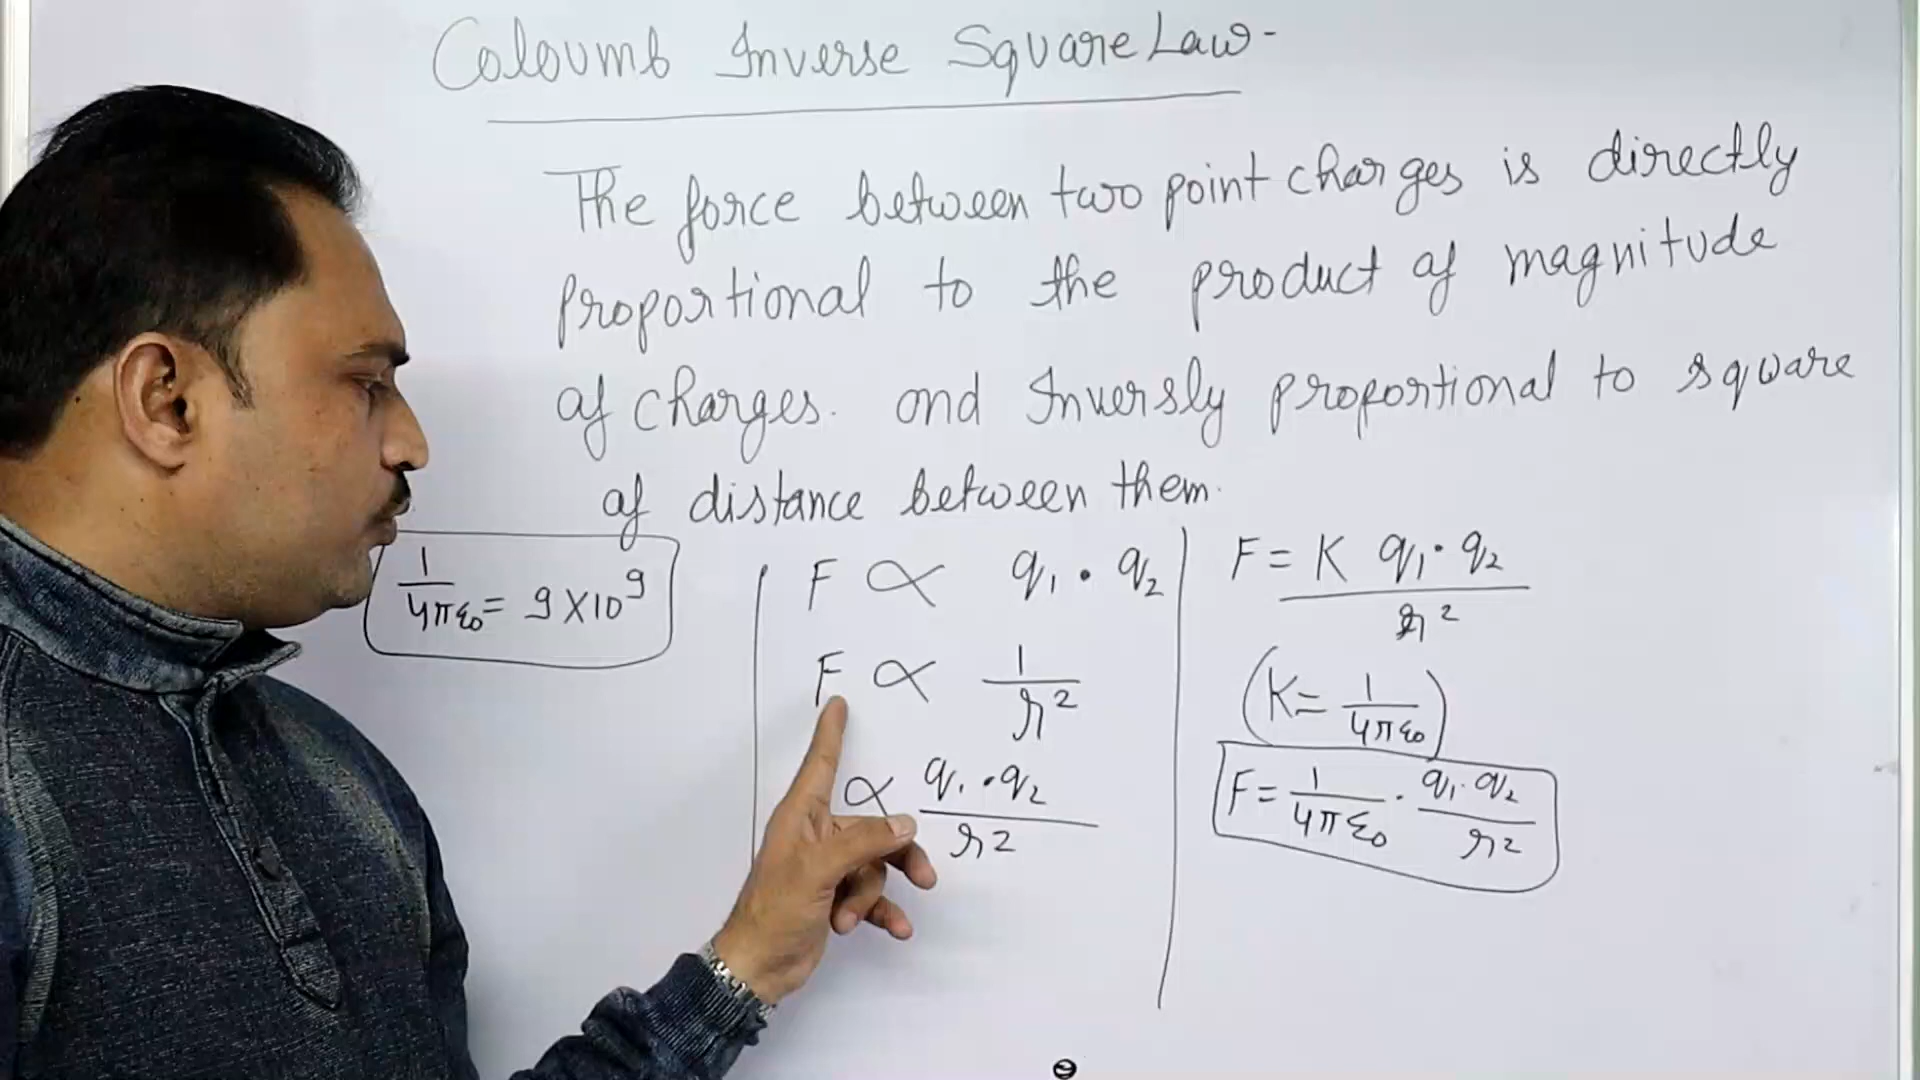 Coloumb Inverse Square Law-
The force between two point charges is directly
proportional to the product of magnitude
of charges. and Inversly proportional to square
of distance between them.
1/4πε₀ = 9X10⁹
F ∝ q₁·q₂
F ∝ 1/r²
∝ q₁·q₂/r²
F = K q₁·q₂/r²
(K = 1/4πε₀)
F = 1/4πε₀ · q₁·q₂/r²